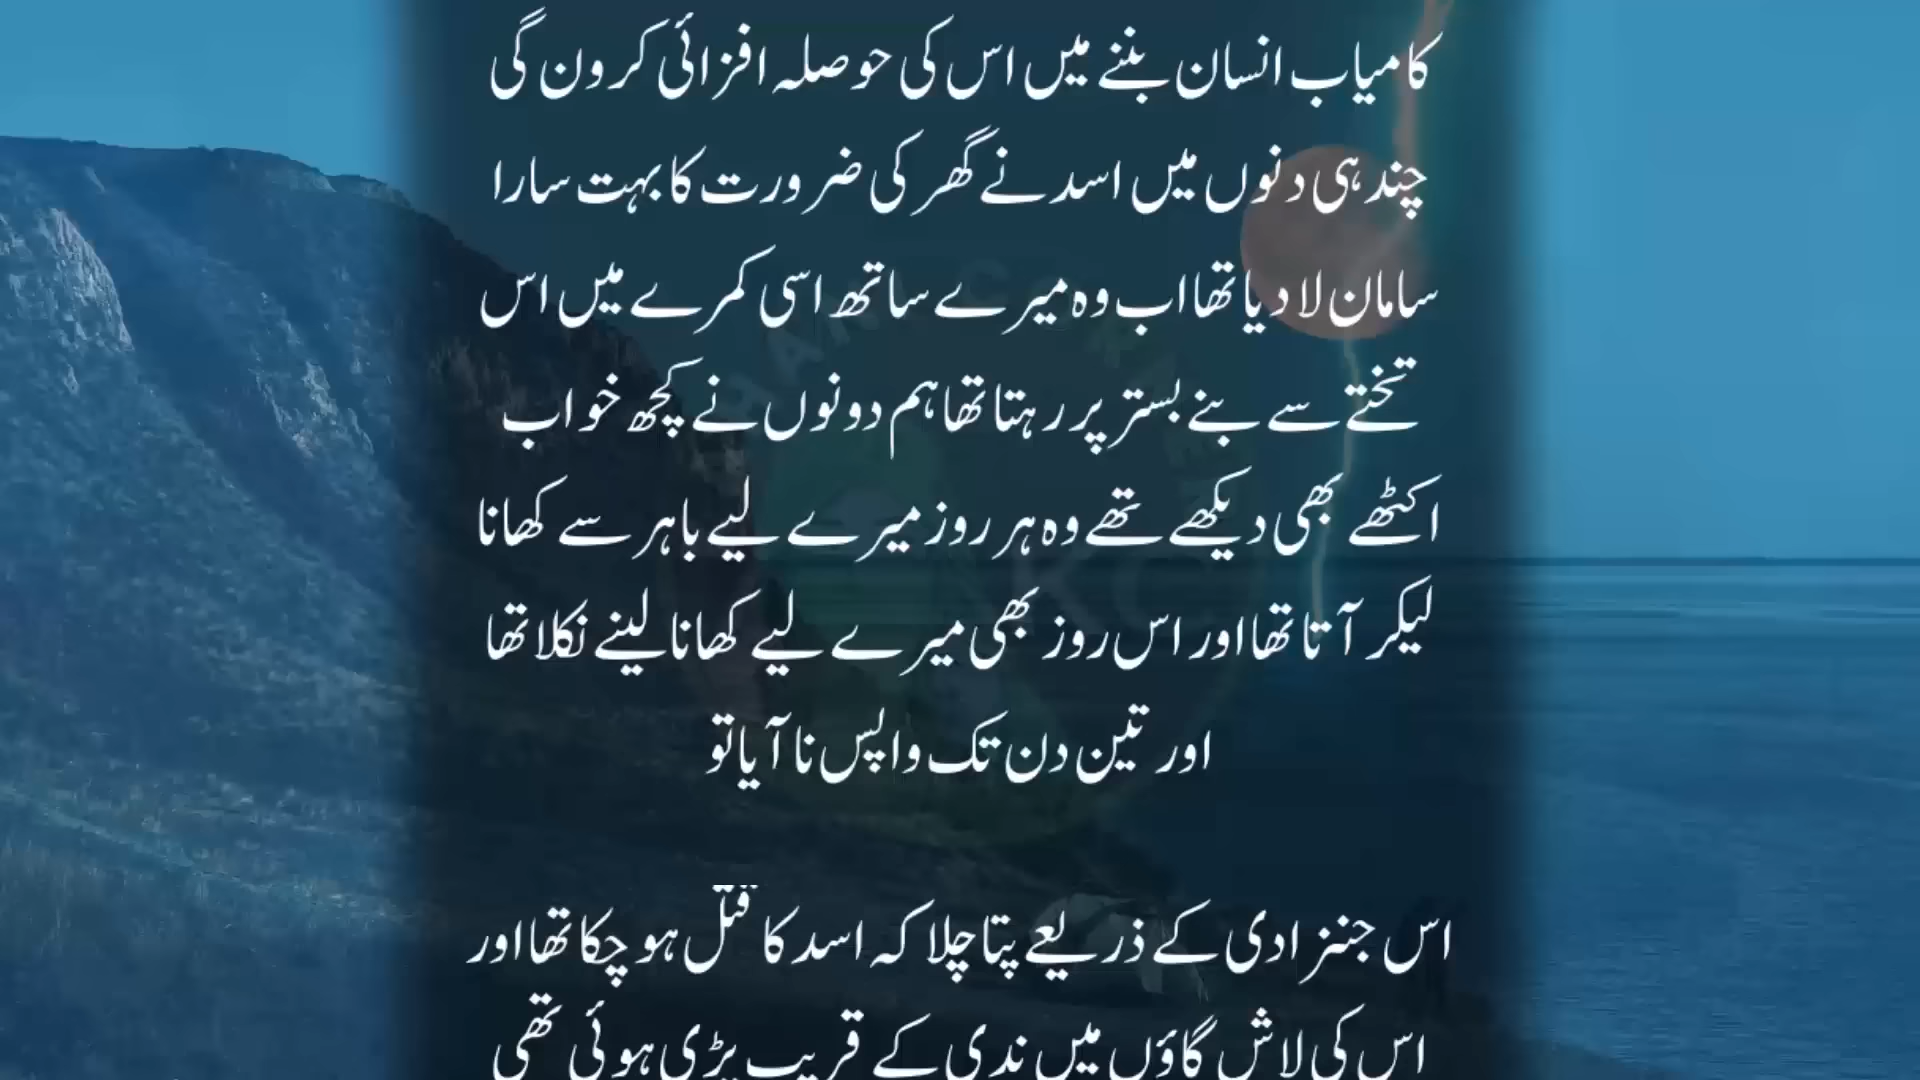 کامیاب انسان بننے میں اس کی حوصلہ افزائی کرون گی
چند ہی دنوں میں اسد نے گھر کی ضرورت کا بہت سارا
سامان لا دیا تھا اب وہ میرے ساتھ اسی کمرے میں اس
تختے سے بنے بستر پر رہتا تھا ہم دونوں نے کچھ خواب
اکٹھے بھی دیکھے تھے وہ ہر روز میرے لیے باہر سے کھانا
لیکر آتا تھا اور اس روز بھی میرے لیے کھانا لینے نکلا تھا
اور تین دن تک واپس نا آیا تو
اس جننزادی کے ذریعے پتا چلا کہ اسد کا قتل ہو چکا تھا اور
اس کی لاش گاؤں میں ندی کے قریب پڑی ہوئی تھی